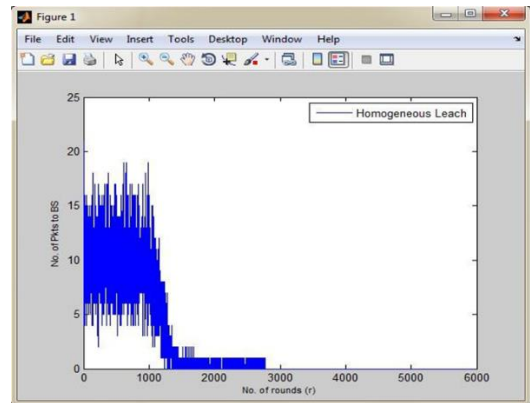 Figure 1
File Edit View Insert Tools Desktop Window Help
Homogeneous Leach
25
20
15
10
5
0
No. of Pkts to BS
0 1000 2000 3000 4000 5000 6000
No. of rounds (r)